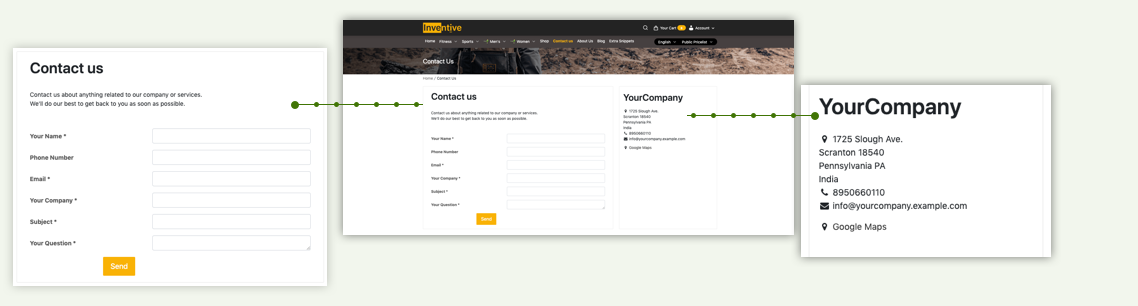 Contact us
Contact us about anything related to our company or services.
We'll do our best to get back to you as soon as possible.
Your Name *
Phone Number
Email *
Your Company *
Subject *
Your Question *
Send
Inventive
Your Cart
Account
Home Fitness Sports Men's Women Shop Contact us About Us Blog Extra Snippets English Public Pricelist
Contact Us
Home / Contact Us
Contact us
Contact us about anything related to our company or services.
We'll do our best to get back to you as soon as possible.
Your Name *
Phone Number
Email *
Your Company *
Subject *
Your Question *
Send
YourCompany
1725 Slough Ave.
Scranton 18540
Pennsylvania PA
India
8950660110
info@yourcompany.example.com
Google Maps
YourCompany
1725 Slough Ave.
Scranton 18540
Pennsylvania PA
India
8950660110
info@yourcompany.example.com
Google Maps